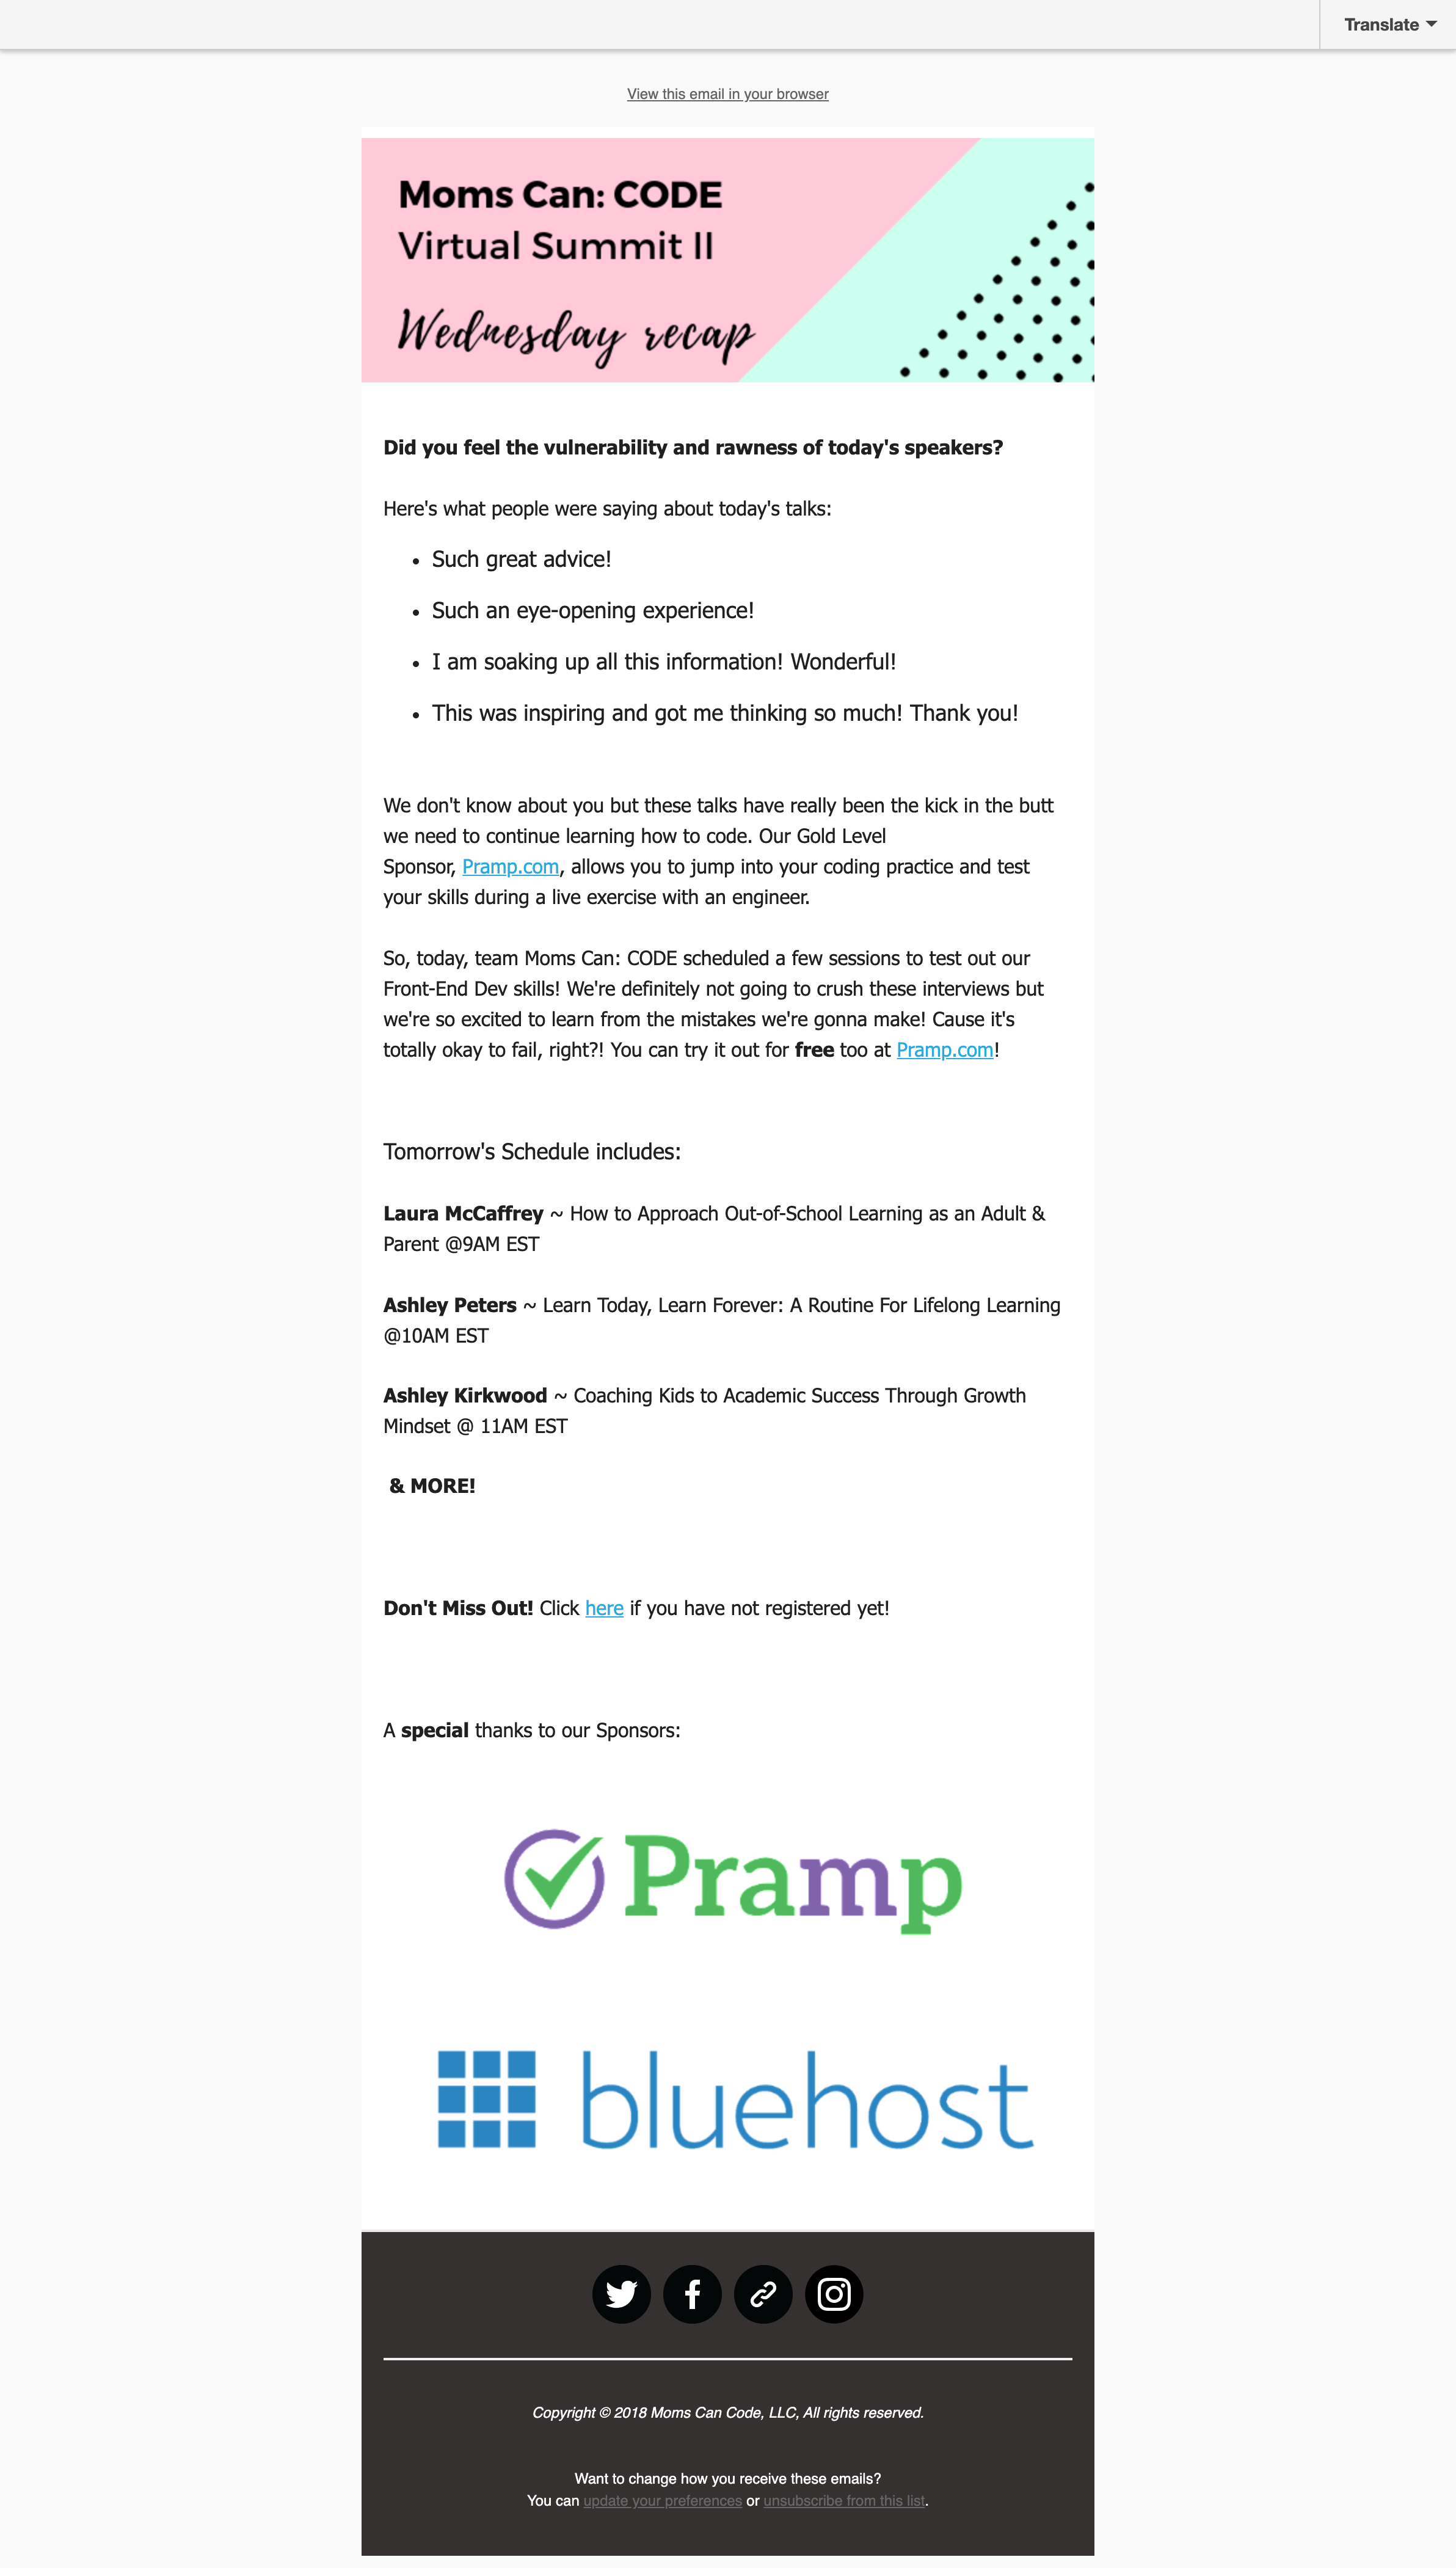 Translate
View this email in your browser
Moms Can: CODE
Virtual Summit II
Wednesday recap
Did you feel the vulnerability and rawness of today's speakers?
Here's what people were saying about today's talks:
• Such great advice!
• Such an eye-opening experience!
• I am soaking up all this information! Wonderful!
• This was inspiring and got me thinking so much! Thank you!
We don't know about you but these talks have really been the kick in the butt
we need to continue learning how to code. Our Gold Level
Sponsor, Pramp.com, allows you to jump into your coding practice and test
your skills during a live exercise with an engineer.
So, today, team Moms Can: CODE scheduled a few sessions to test out our
Front-End Dev skills! We're definitely not going to crush these interviews but
we're so excited to learn from the mistakes we're gonna make! Cause it's
totally okay to fail, right?! You can try it out for free too at Pramp.com!
Tomorrow's Schedule includes:
Laura McCaffrey ~ How to Approach Out-of-School Learning as an Adult &
Parent @9AM EST
Ashley Peters ~ Learn Today, Learn Forever: A Routine For Lifelong Learning
@10AM EST
Ashley Kirkwood ~ Coaching Kids to Academic Success Through Growth
Mindset @ 11AM EST
& MORE!
Don't Miss Out! Click here if you have not registered yet!
A special thanks to our Sponsors:
Pramp
bluehost
Copyright © 2018 Moms Can Code, LLC, All rights reserved.
Want to change how you receive these emails?
You can update your preferences or unsubscribe from this list.